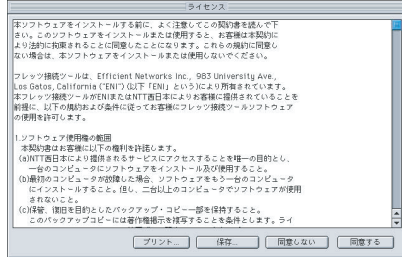 ライセンス
本ソフトウェアをインストールする前に、よく注意してこの契約書を読んで下
さい。このソフトウェアをインストールまたは使用すると、お客様は本契約に
より法的に拘束されることに同意したことになります。これらの規約に同意し
ない場合は、本ソフトウェアをインストールまたは使用しないでください。
フレッツ接続ツールは、Efficient Networks Inc., 983 University Ave.,
Los Gatos, California ("ENI") (以下「ENI」という)により所有されています。
本フレッツ接続ツールがENIまたはNTT西日本によりお客様に提供されていることを
前提に、以下の規約および条件に従ってお客様にフレッツ接続ツールソフトウェア
の使用を許可します。
1.ソフトウェア使用権の範囲
本契約書はお客様に以下の権利を許諾します。
(a)NTT西日本により提供されるサービスにアクセスすることを唯一の目的とし、
一台のコンピュータにソフトウェアをインストール及び使用すること。
(b)最初のコンピュータが故障した場合、ソフトウェアをもう一台のコンピュータ
にインストールすること。但し、二台以上のコンピュータでソフトウェアが使用
されないこと。
(c)保管、復旧を目的としたバックアップ・コピー一部を保持すること。
このバックアップコピーには著作権掲示を複写することを条件とします。ライ
プリント...
保存...
同意しない
同意する